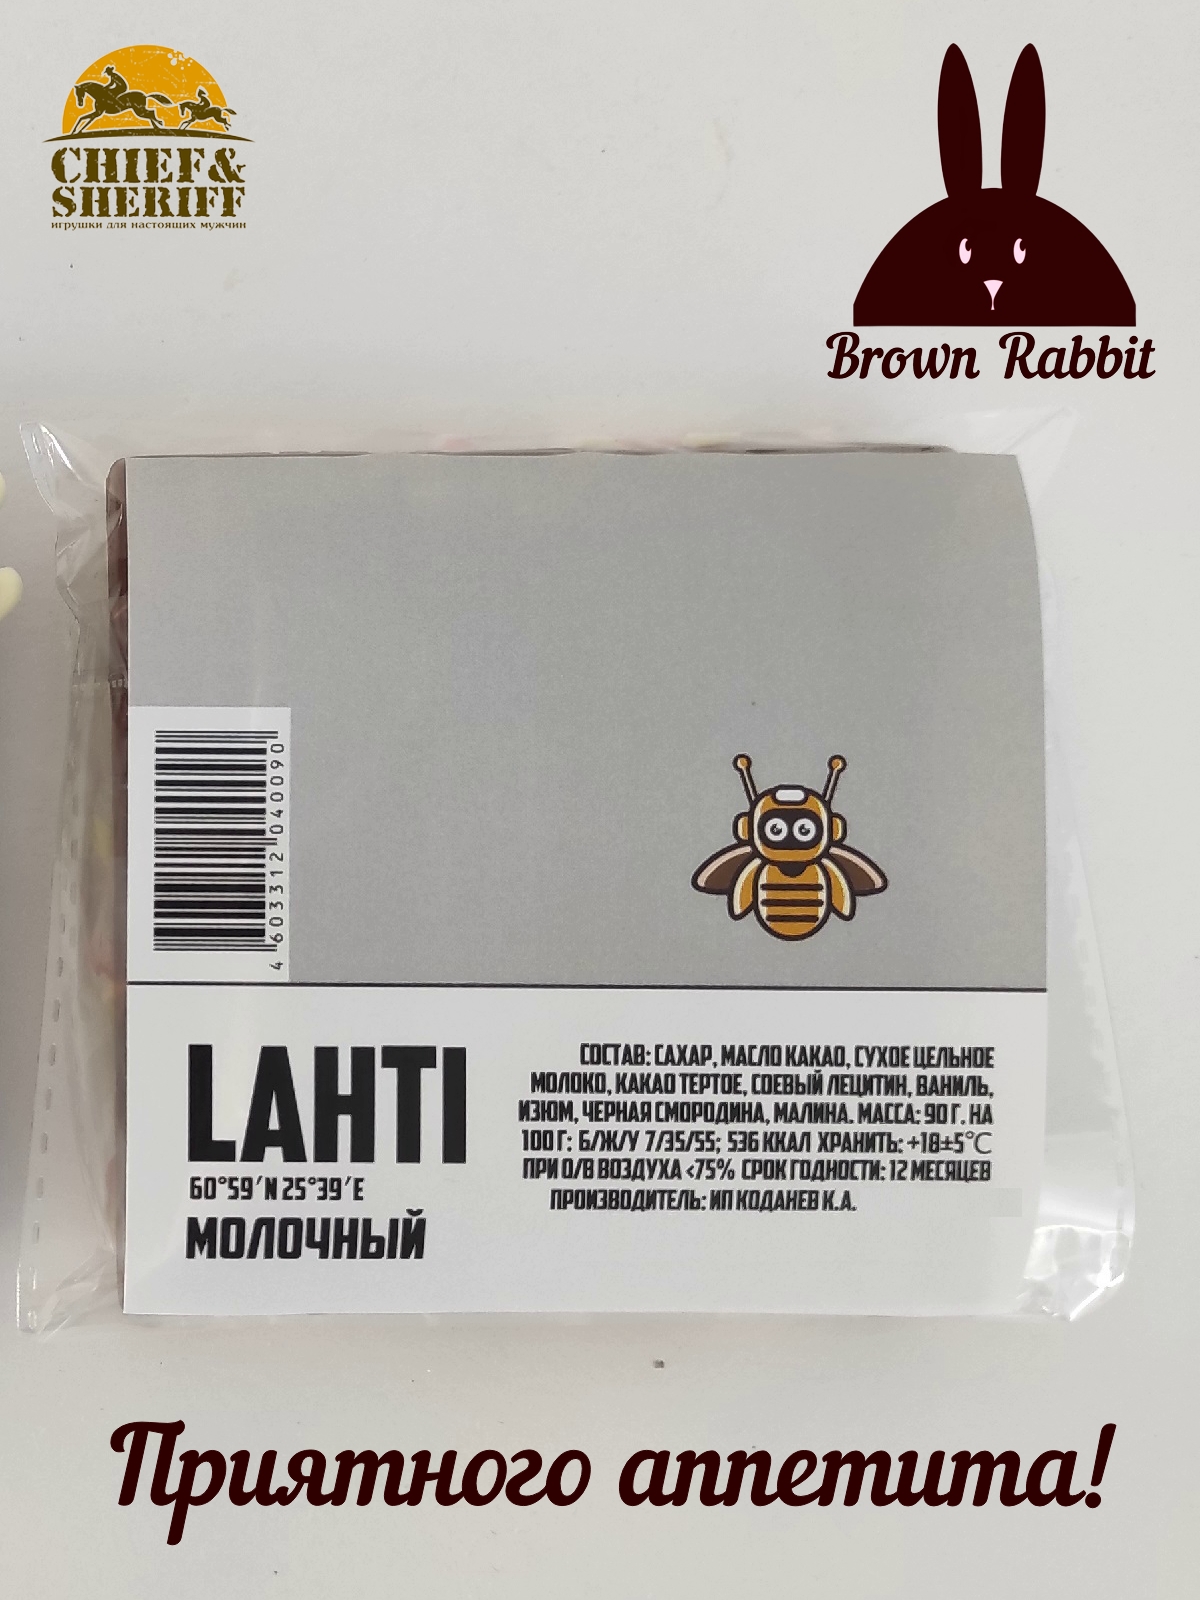 CHIEF&
SHERIFF
игрушки для настоящих мужчин
Brown Rabbit
4 603312 040090
LAHTI
60°59′N 25°39′E
МОЛОЧНЫЙ
СОСТАВ: САХАР, МАСЛО КАКАО, СУХОЕ ЦЕЛЬНОЕ
МОЛОКО, КАКАО ТЕРТОЕ, СОЕВЫЙ ЛЕЦИТИН, ВАНИЛЬ,
ИЗЮМ, ЧЕРНАЯ СМОРОДИНА, МАЛИНА. МАССА: 90 Г. НА
100 Г: Б/Ж/У 7/35/55; 536 ККАЛ ХРАНИТЬ: +18±5°С
ПРИ О/В ВОЗДУХА <75% СРОК ГОДНОСТИ: 12 МЕСЯЦЕВ
ПРОИЗВОДИТЕЛЬ: ИП КОДАНЕВ К.А.
Приятного аппетита!